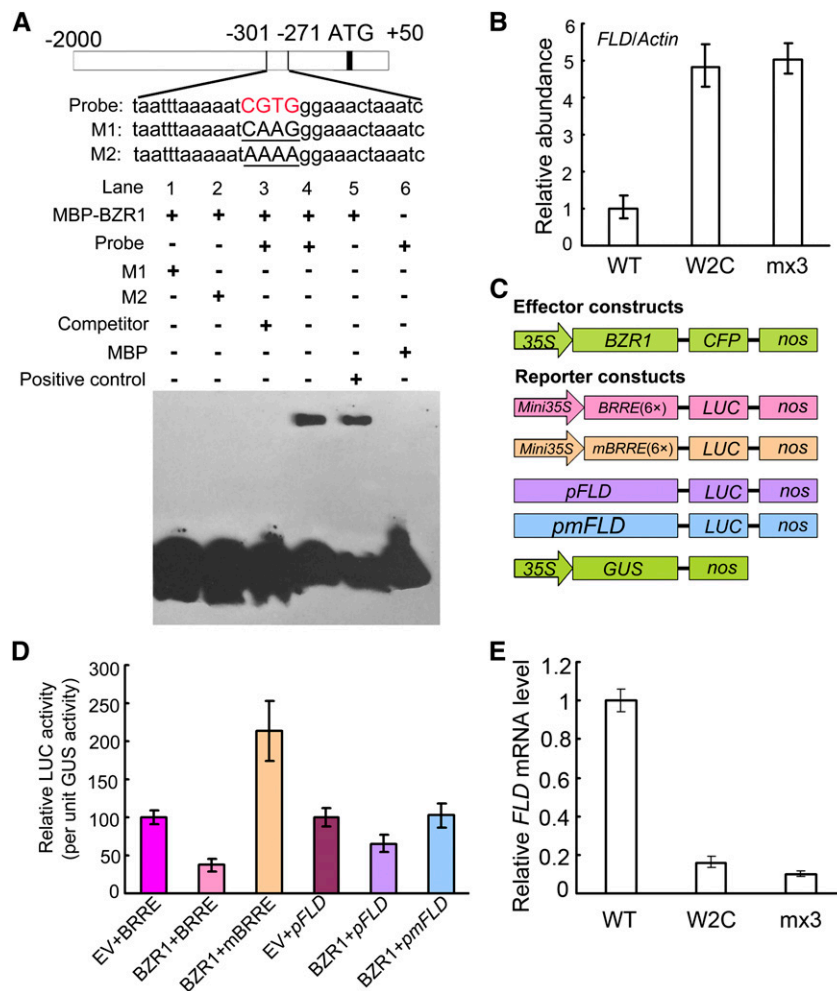 A
-2000
-301 -271 ATG +50
Probe: taatttaaaaatCGTGggaaactaaatc
M1: taatttaaaaatCAAGggaaactaaatc
M2: taatttaaaaatAAAAggaaactaaatc
Lane 1 2 3 4 5 6
MBP-BZR1 + + + + + -
Probe - - + + - +
M1 + - - - - -
M2 - + - - - -
Competitor - - + - - -
MBP - - - - - +
Positive control - - - - + -
B
FLD/Actin
Relative abundance
6
5
4
3
2
1
0
WT W2C mx3
C
Effector constructs
35S BZR1 CFP nos
Reporter constucts
Mini35S BRRE(6×) LUC nos
Mini35S mBRRE(6×) LUC nos
pFLD LUC nos
pmFLD LUC nos
35S GUS nos
D
Relative LUC activity
(per unit GUS activity)
300
250
200
150
100
50
0
EV+BRRE
BZR1+BRRE
BZR1+mBRRE
EV+pFLD
BZR1+pFLD
BZR1+pmFLD
E
Relative FLD mRNA level
1.2
1
0.8
0.6
0.4
0.2
0
WT W2C mx3